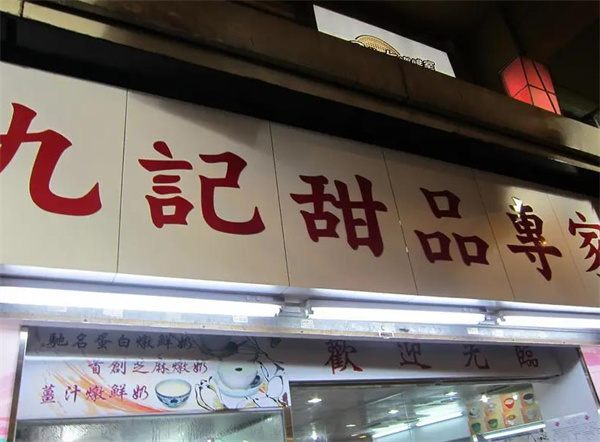 九記甜品專家
馳名蛋白燉鮮奶
首創芝麻燉奶
薑汁燉鮮奶
歡迎光臨